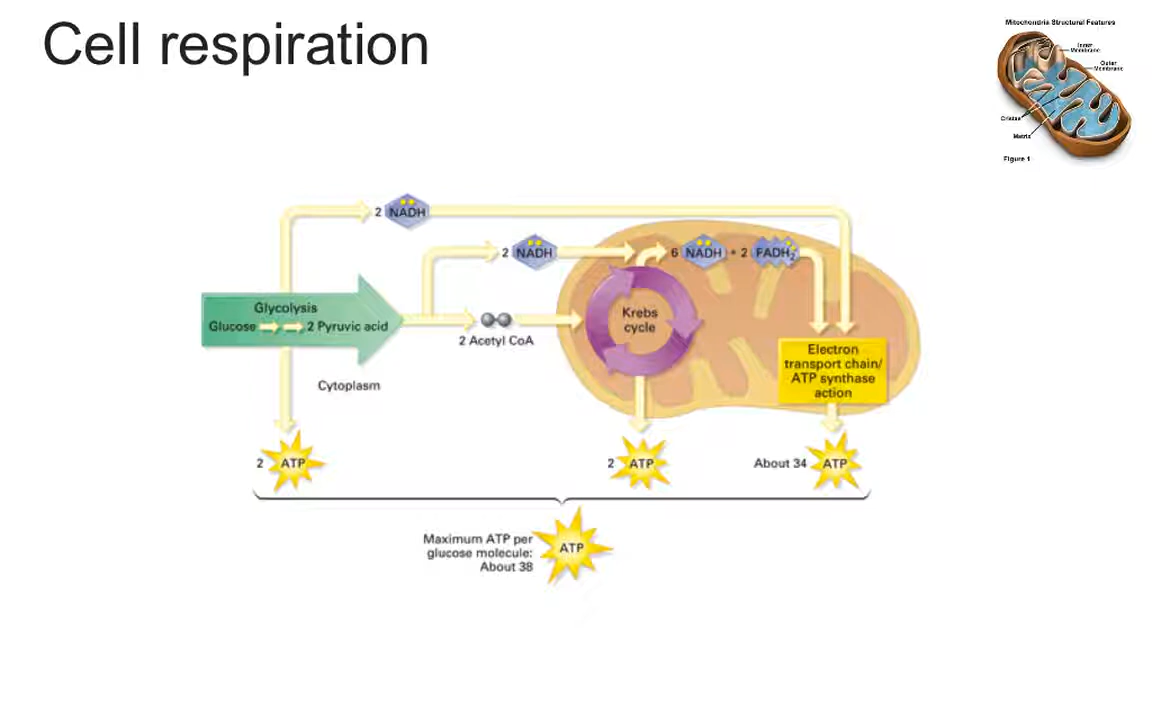 Cell respiration
Mitochondria Structural Features
Inner
Membrane
Outer
Membrane
Cristae
Matrix
Figure 1
2 NADH
2 NADH
6 NADH + 2 FADH2
Glycolysis
Glucose 2 Pyruvic acid
2 Acetyl CoA
Krebs
cycle
Electron
transport chain/
ATP synthase
action
Cytoplasm
2 ATP
2 ATP
About 34 ATP
Maximum ATP per
glucose molecule:
About 38
ATP